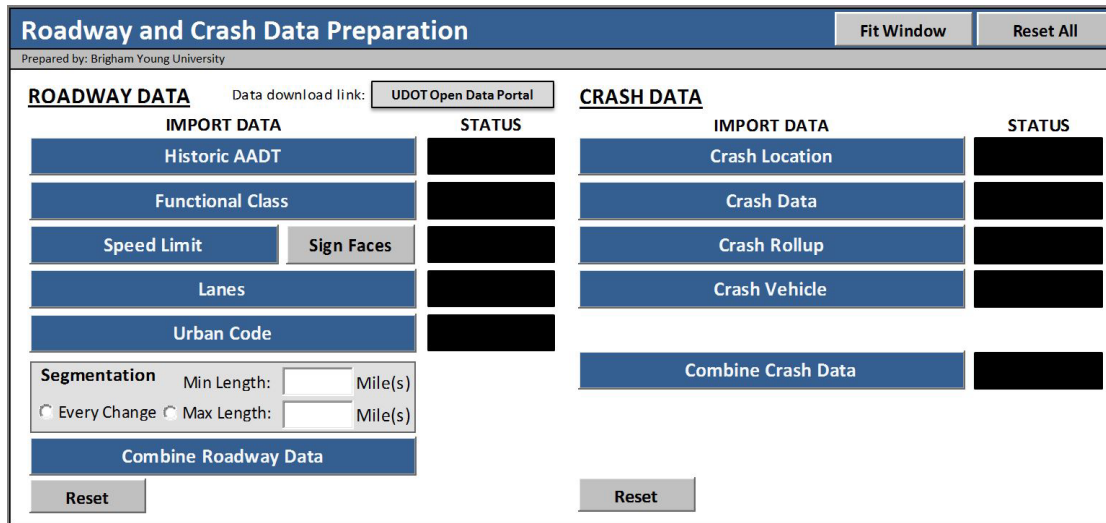 Roadway and Crash Data Preparation
Fit Window
Reset All
Prepared by: Brigham Young University
ROADWAY DATA
Data download link:
UDOT Open Data Portal
IMPORT DATA
STATUS
Historic AADT
Functional Class
Speed Limit
Sign Faces
Lanes
Urban Code
Segmentation
Min Length:
Mile(s)
Every Change
Max Length:
Mile(s)
Combine Roadway Data
Reset
CRASH DATA
IMPORT DATA
STATUS
Crash Location
Crash Data
Crash Rollup
Crash Vehicle
Combine Crash Data
Reset